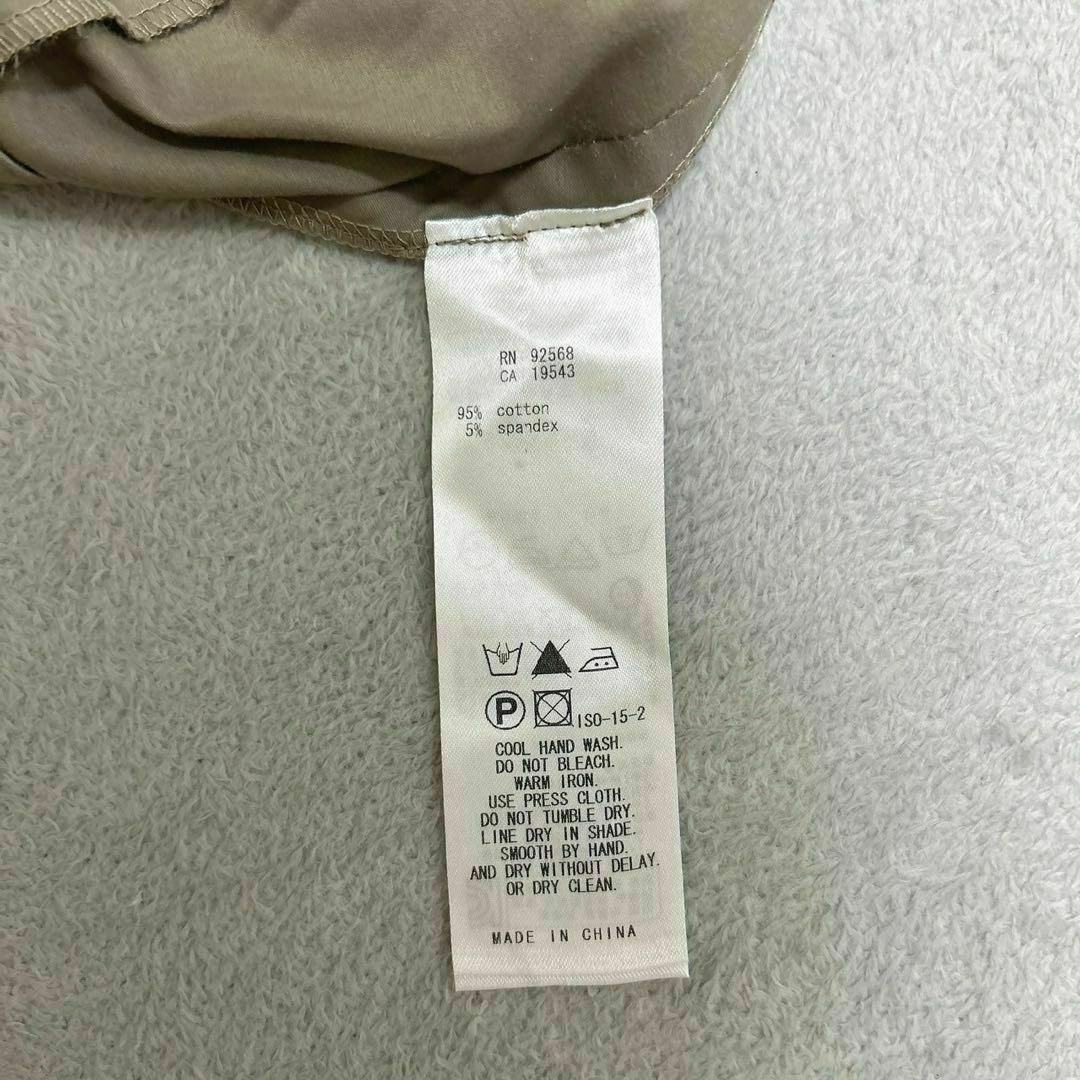 RN 92568
CA 19543
95% cotton
5% spandex
P
ISO-15-2
COOL HAND WASH.
DO NOT BLEACH.
WARM IRON.
USE PRESS CLOTH.
DO NOT TUMBLE DRY.
LINE DRY IN SHADE.
SMOOTH BY HAND.
AND DRY WITHOUT DELAY.
OR DRY CLEAN.
MADE IN CHINA